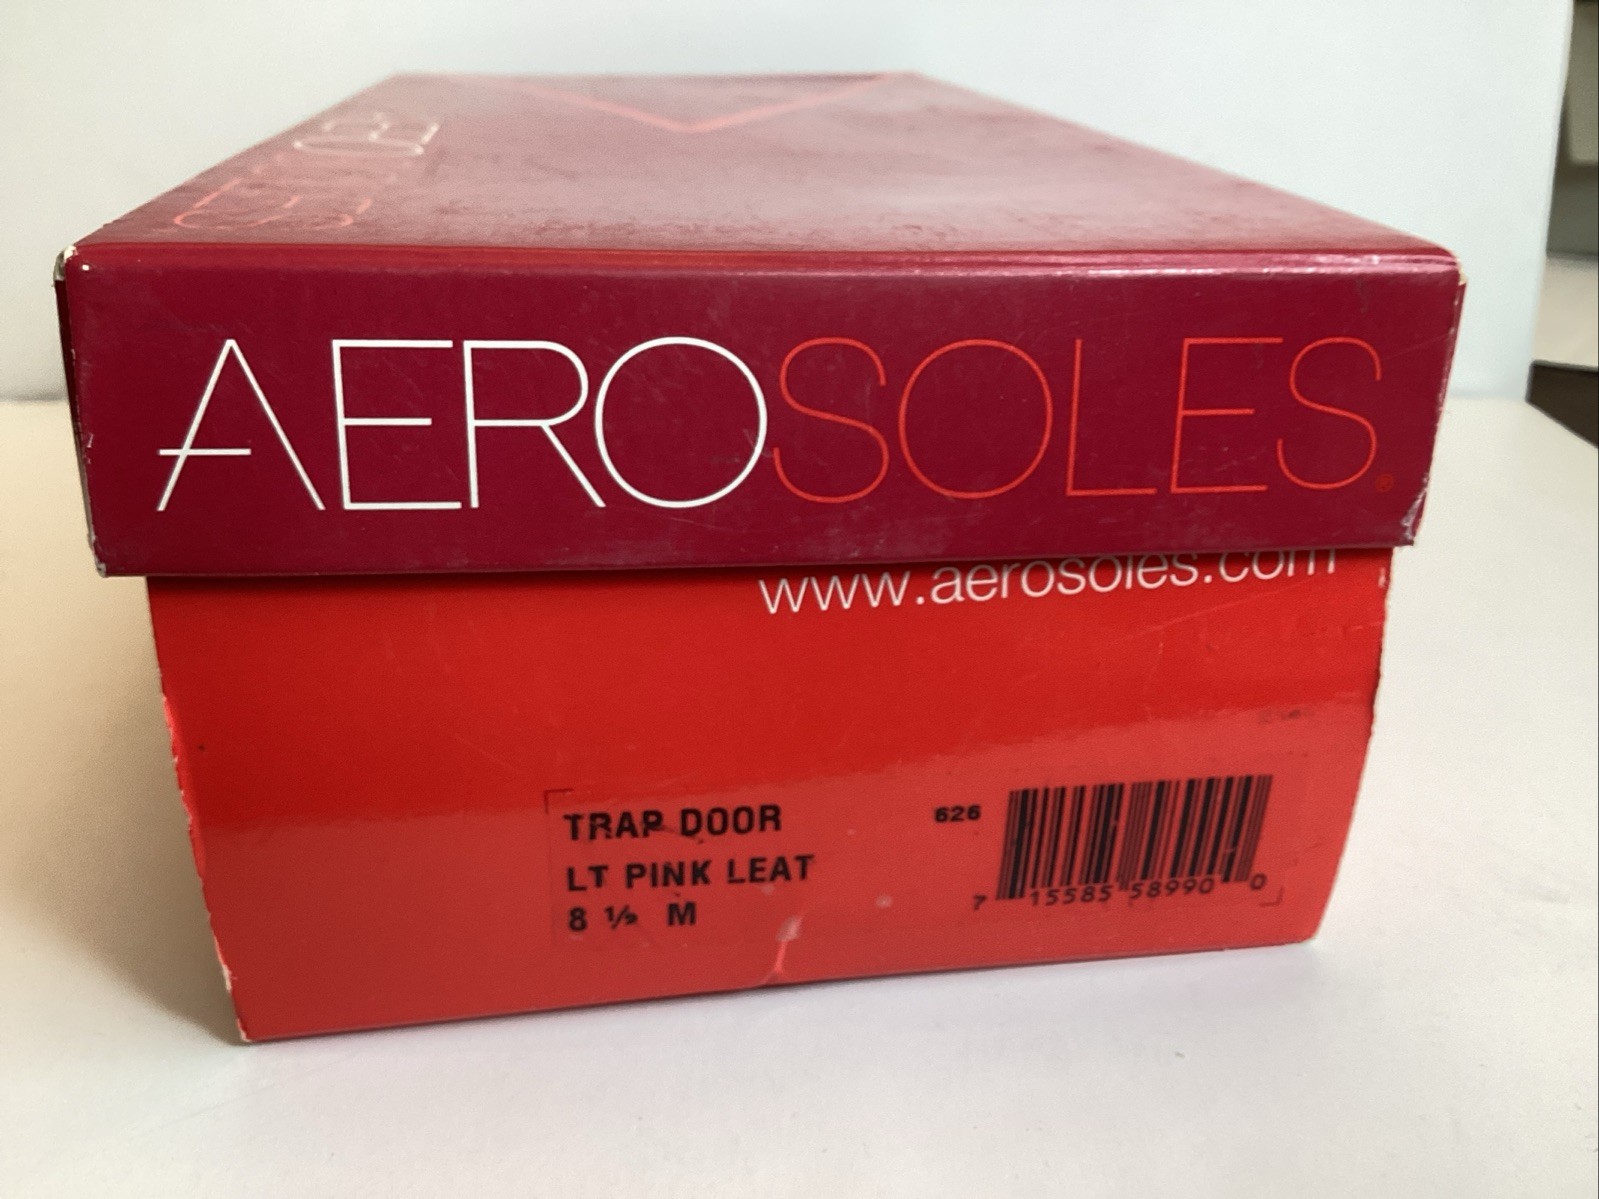 AEROSOLES®
www.aerosoles.com
TRAP DOOR
LT PINK LEAT
8 ½ M
626
7 15585 58990 0